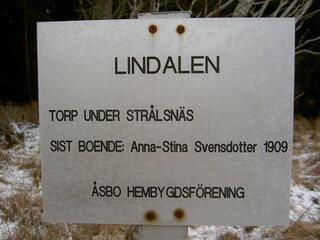 LINDALEN
TORP UNDER STRÅLSNÄS
SIST BOENDE: Anna-Stina Svensdotter 1909
ÅSBO HEMBYGDSFÖRENING